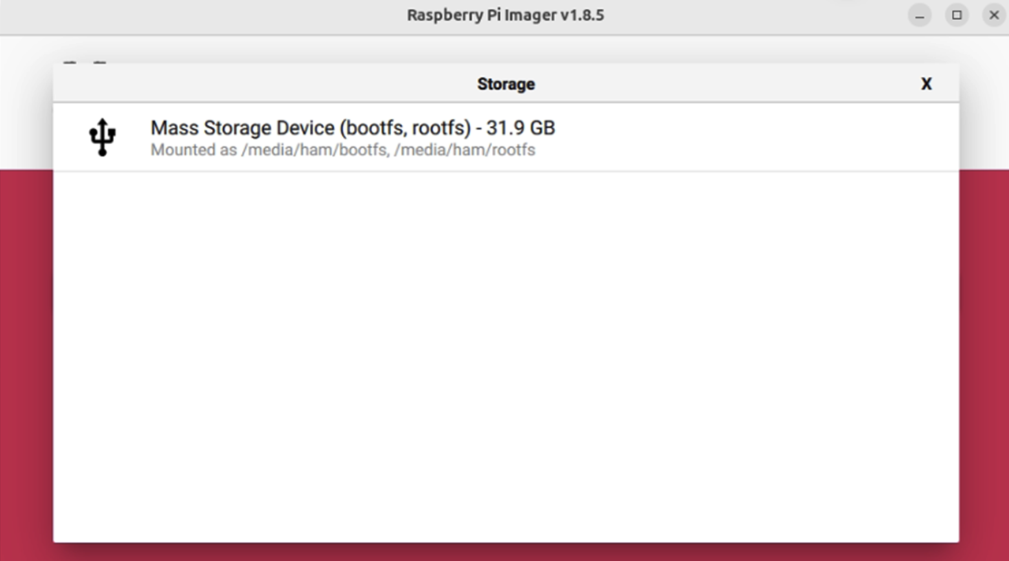 Raspberry Pi Imager v1.8.5
Storage
X
Mass Storage Device (bootfs, rootfs) - 31.9 GB
Mounted as /media/ham/bootfs, /media/ham/rootfs